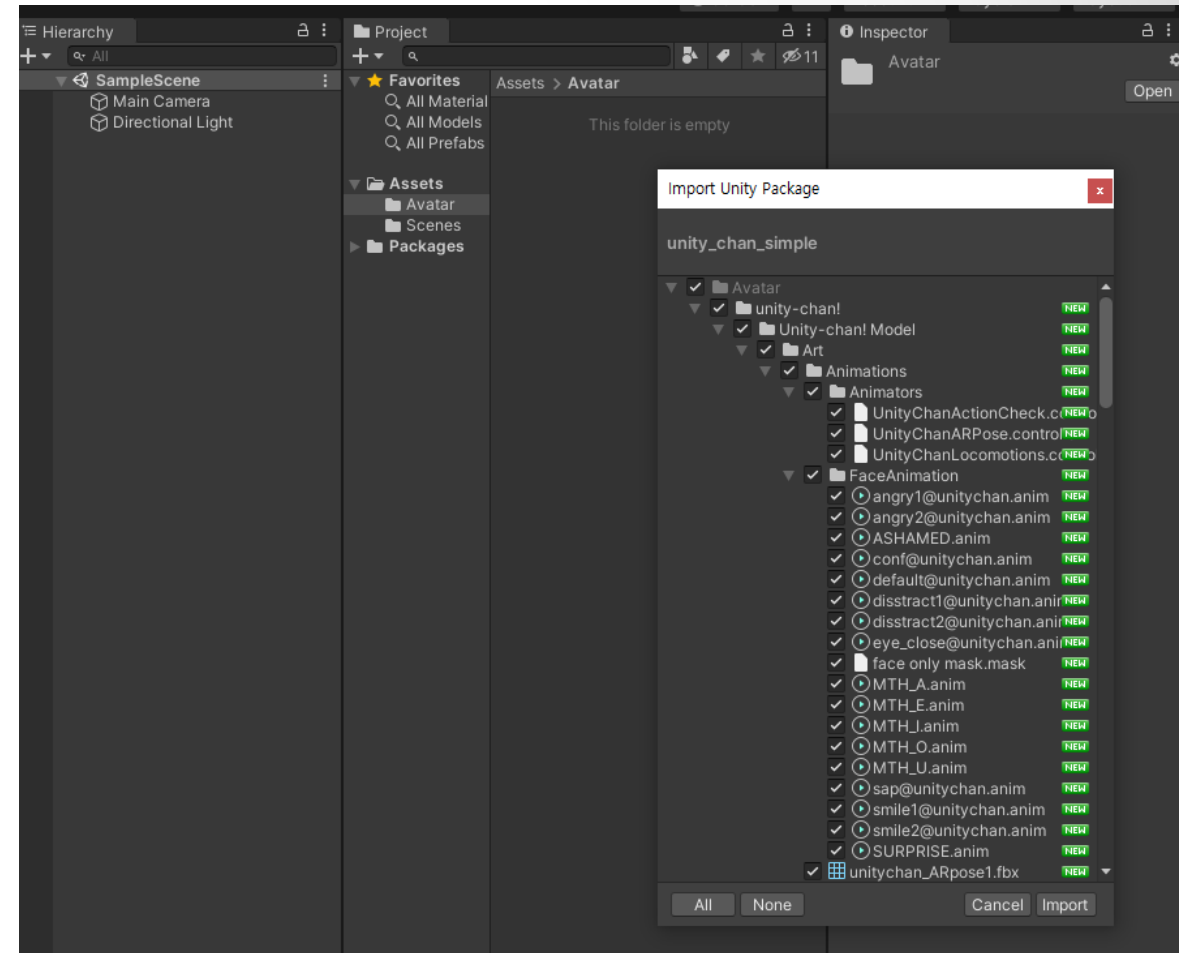 Hierarchy
All
SampleScene
Main Camera
Directional Light
Project
11
Favorites
All Material
All Models
All Prefabs
Assets
Avatar
Scenes
Packages
Assets > Avatar
This folder is empty
Inspector
Avatar
Open
Import Unity Package
x
unity_chan_simple
Avatar
unity-chan! NEW
Unity-chan! Model NEW
Art NEW
Animations NEW
Animators NEW
UnityChanActionCheck.co NEW
UnityChanARPose.control NEW
UnityChanLocomotions.co NEW
FaceAnimation NEW
angry1@unitychan.anim NEW
angry2@unitychan.anim NEW
ASHAMED.anim NEW
conf@unitychan.anim NEW
default@unitychan.anim NEW
disstract1@unitychan.anim NEW
disstract2@unitychan.anim NEW
eye_close@unitychan.anim NEW
face only mask.mask NEW
MTH_A.anim NEW
MTH_E.anim NEW
MTH_I.anim NEW
MTH_O.anim NEW
MTH_U.anim NEW
sap@unitychan.anim NEW
smile1@unitychan.anim NEW
smile2@unitychan.anim NEW
SURPRISE.anim NEW
unitychan_ARpose1.fbx NEW
All None Cancel Import